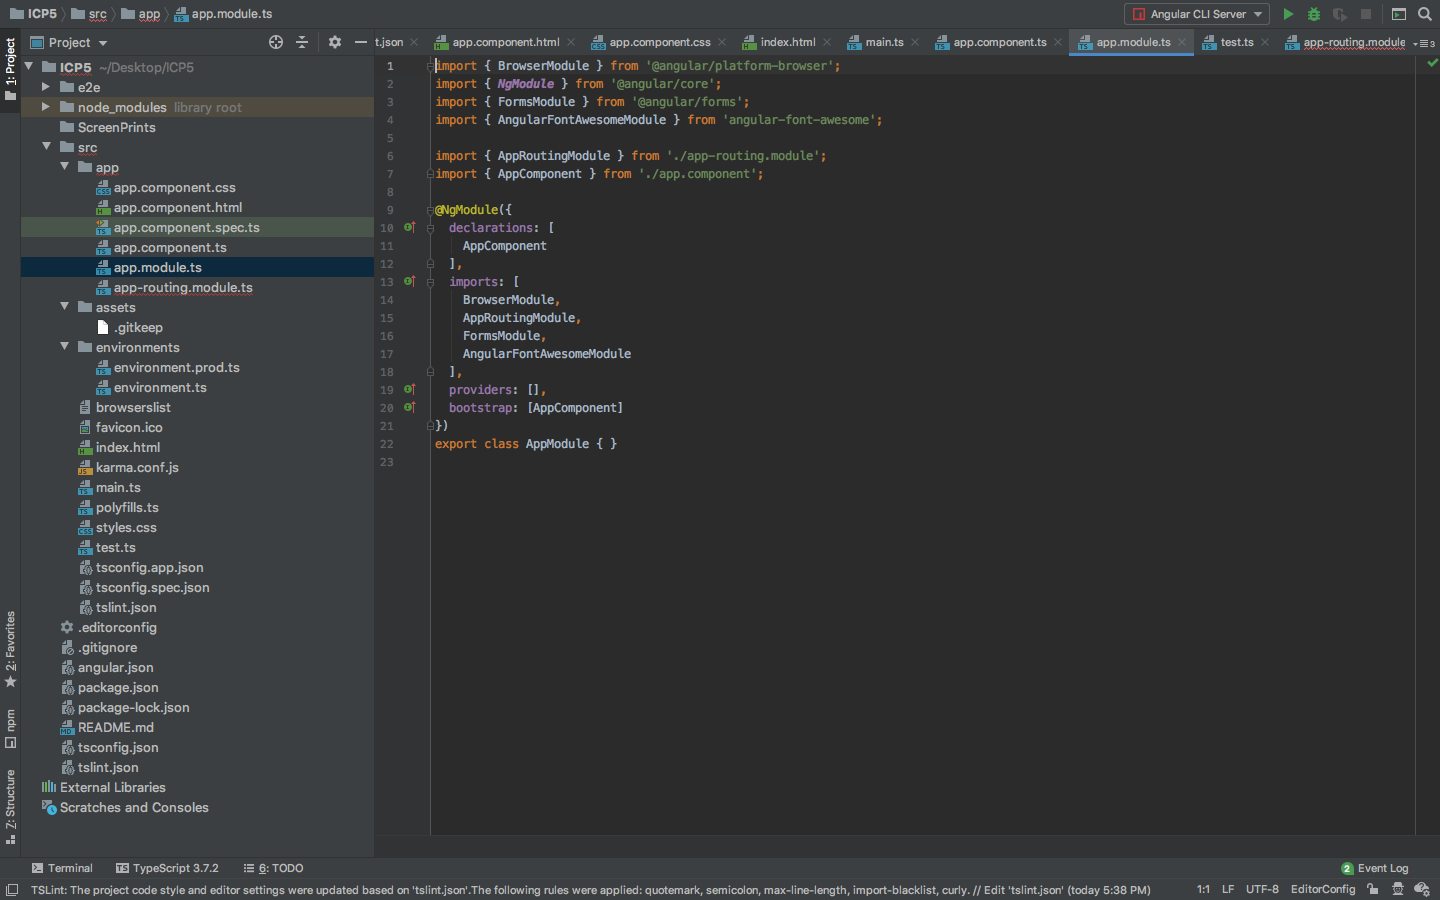 ICP5 src app app.module.ts
Angular CLI Server
1: Project
Project
t.json app.component.html app.component.css index.html main.ts app.component.ts app.module.ts test.ts app-routing.module 3
ICP5 ~/Desktop/ICP5
e2e
node_modules library root
ScreenPrints
src
app
app.component.css
app.component.html
app.component.spec.ts
app.component.ts
app.module.ts
app-routing.module.ts
assets
.gitkeep
environments
environment.prod.ts
environment.ts
browserslist
favicon.ico
index.html
karma.conf.js
main.ts
polyfills.ts
styles.css
test.ts
tsconfig.app.json
tsconfig.spec.json
tslint.json
.editorconfig
.gitignore
angular.json
package.json
package-lock.json
README.md
tsconfig.json
tslint.json
External Libraries
Scratches and Consoles
1 import { BrowserModule } from '@angular/platform-browser';
2 import { NgModule } from '@angular/core';
3 import { FormsModule } from '@angular/forms';
4 import { AngularFontAwesomeModule } from 'angular-font-awesome';
5
6 import { AppRoutingModule } from './app-routing.module';
7 import { AppComponent } from './app.component';
8
9 @NgModule({
10 declarations: [
11 AppComponent
12 ],
13 imports: [
14 BrowserModule,
15 AppRoutingModule,
16 FormsModule,
17 AngularFontAwesomeModule
18 ],
19 providers: [],
20 bootstrap: [AppComponent]
21 })
22 export class AppModule { }
23
2: Favorites
npm
7: Structure
Terminal TypeScript 3.7.2 6: TODO
2 Event Log
TSLint: The project code style and editor settings were updated based on 'tslint.json'.The following rules were applied: quotemark, semicolon, max-line-length, import-blacklist, curly. // Edit 'tslint.json' (today 5:38 PM)
1:1 LF UTF-8 EditorConfig